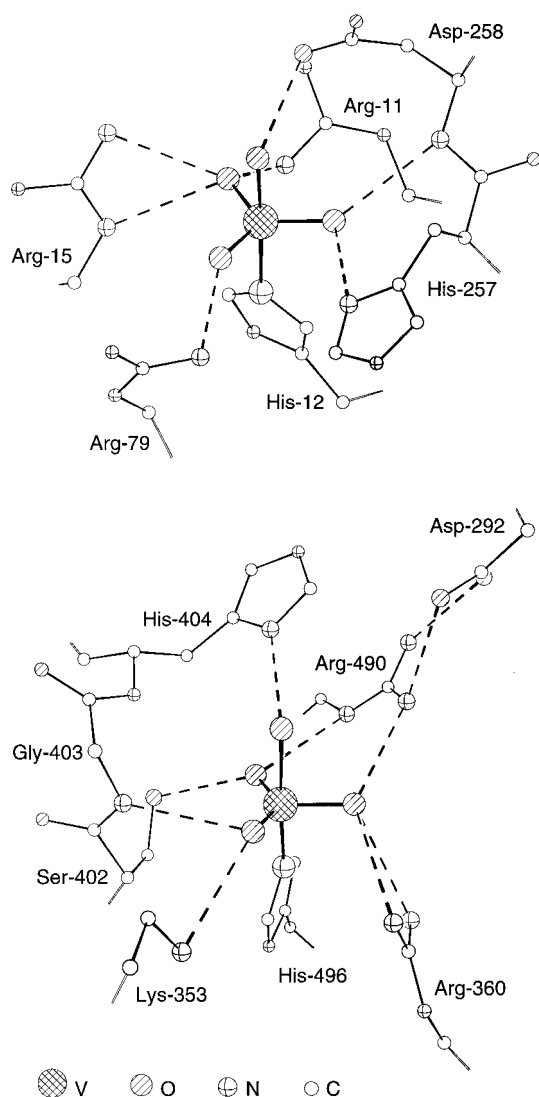 Asp-258
Arg-11
Arg-15
His-257
His-12
Arg-79
Asp-292
His-404
Arg-490
Gly-403
Ser-402
Lys-353
His-496
Arg-360
V O N C